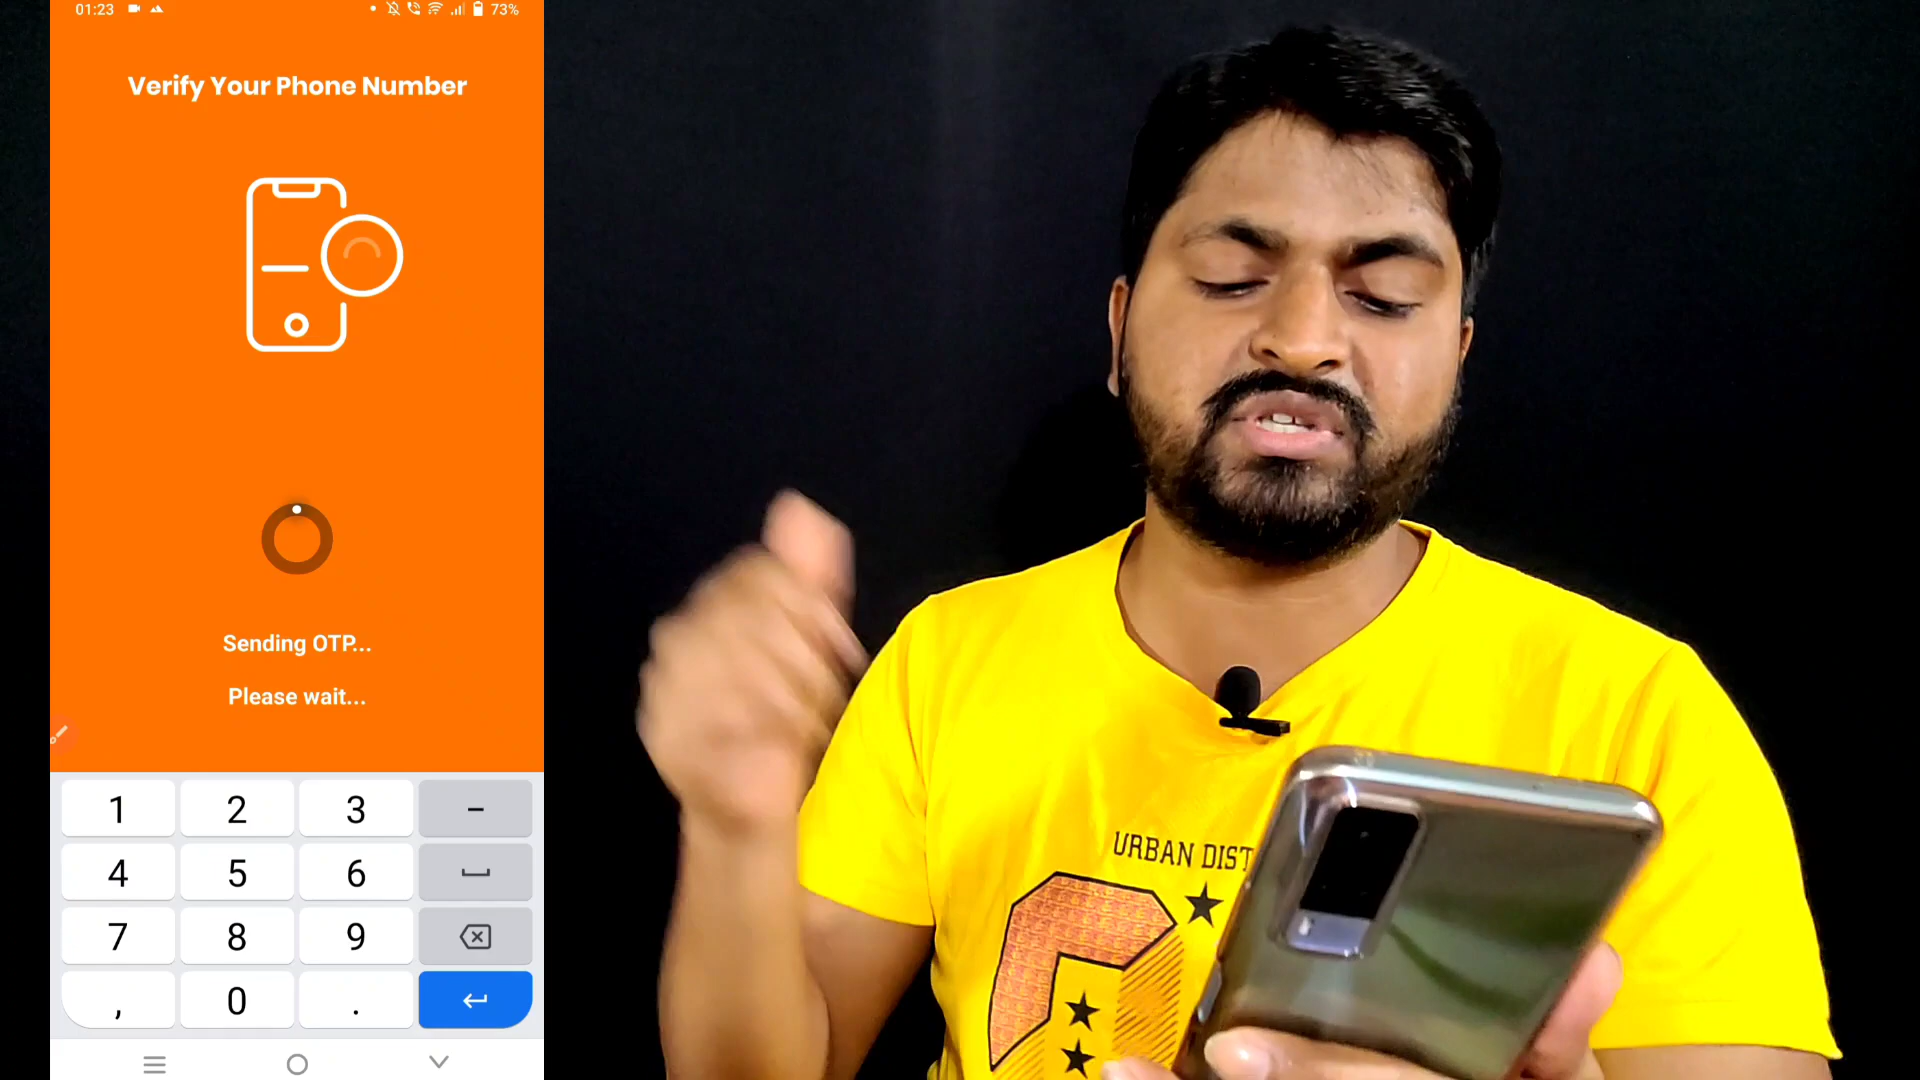 01:23
73%
Verify Your Phone Number
Sending OTP...
Please wait...
1 2 3 -
4 5 6
7 8 9
, 0 .
URBAN DIST